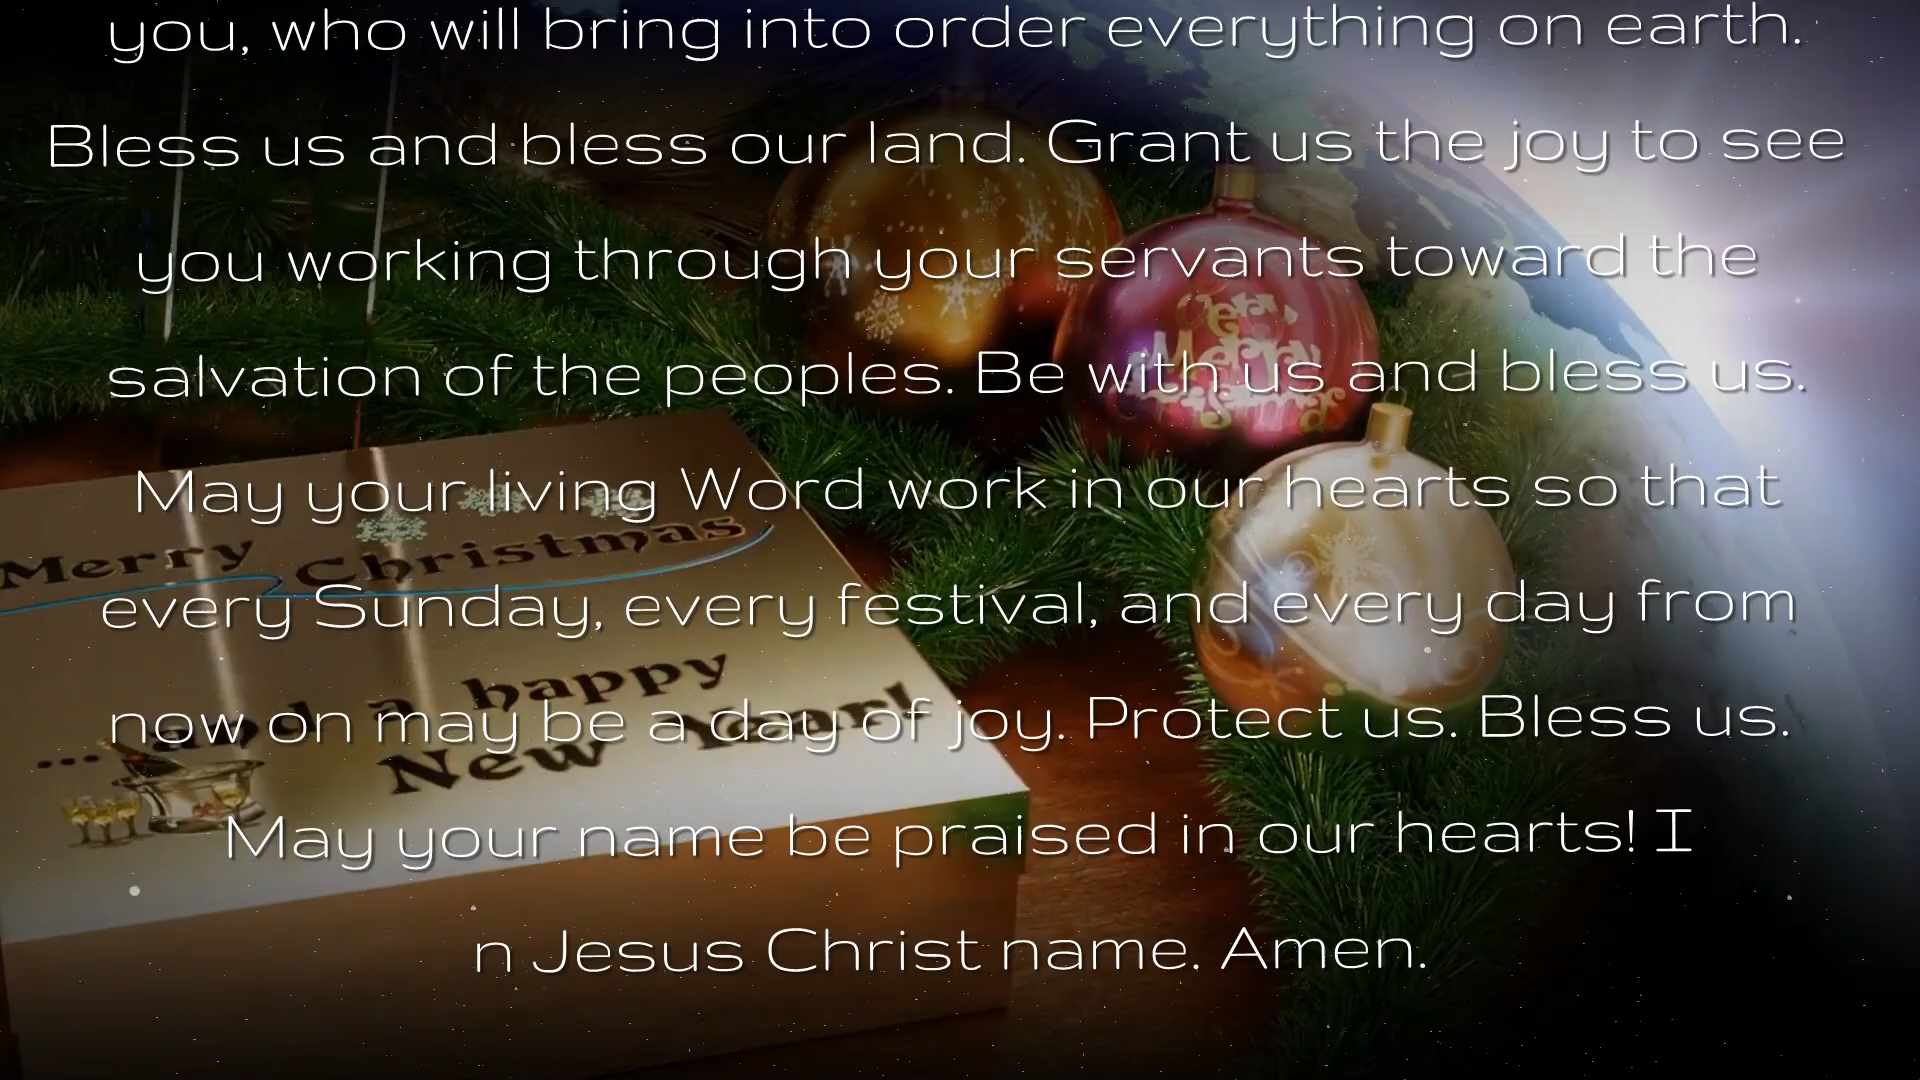 you, who will bring into order everything on earth.
Bless us and bless our land. Grant us the joy to see
you working through your servants toward the
salvation of the peoples. Be with us and bless us.
May your living Word work in our hearts so that
every Sunday, every festival, and every day from
now on may be a day of joy. Protect us. Bless us.
May your name be praised in our hearts! I
n Jesus Christ name. Amen.
Merry Christmas
... and a happy
New Year!
Merry
Christmas